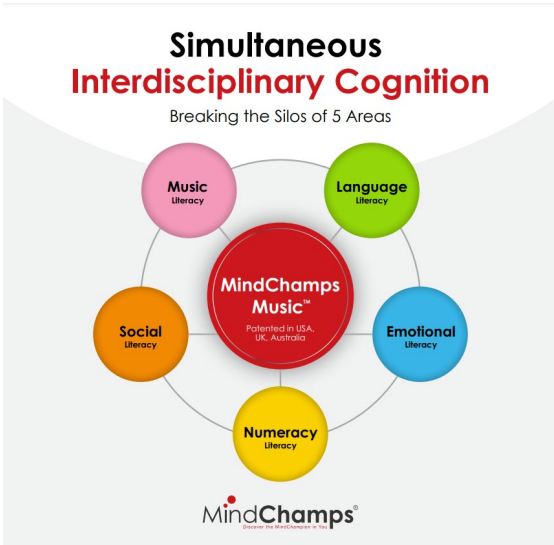 Simultaneous
Interdisciplinary Cognition
Breaking the Silos of 5 Areas
Music
Literacy
Language
Literacy
MindChamps
Music™
Patented in USA,
UK, Australia
Social
Literacy
Emotional
Literacy
Numeracy
Literacy
MindChamps®
Discover the MindChampion in You